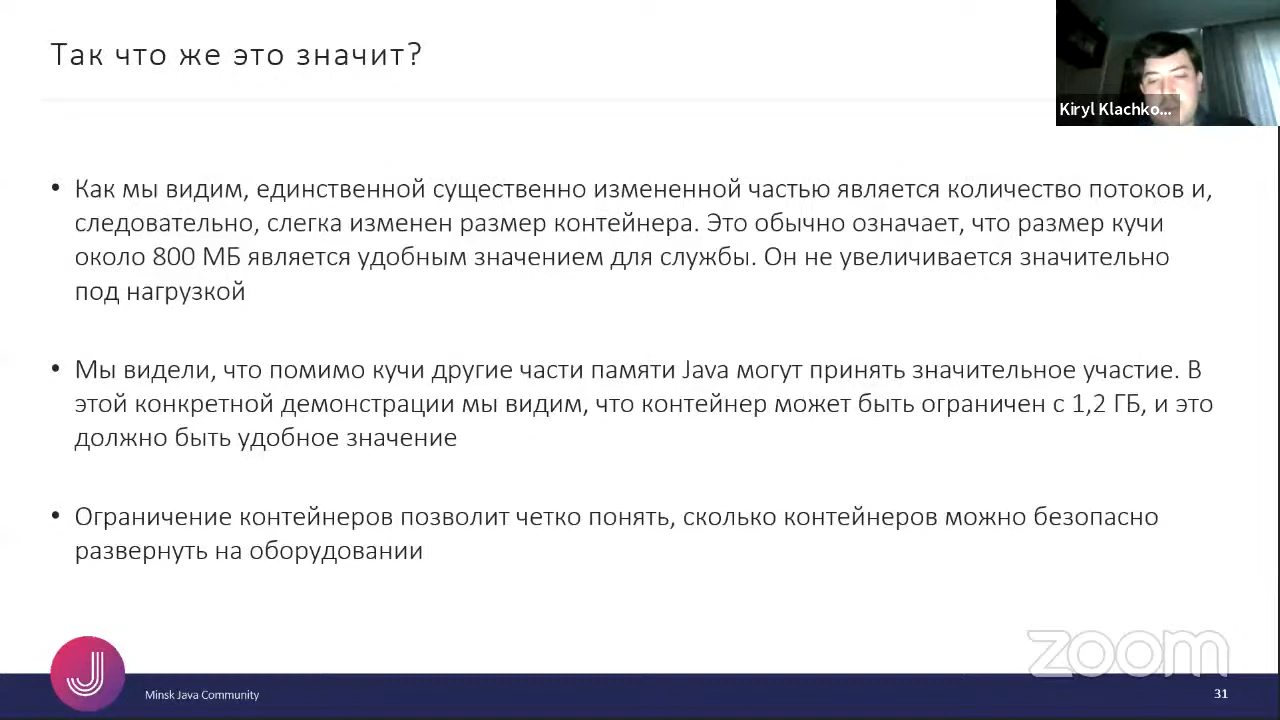 Так что же это значит?
Kiryl Klachko...
• Как мы видим, единственной существенно измененной частью является количество потоков и,
следовательно, слегка изменен размер контейнера. Это обычно означает, что размер кучи
около 800 МБ является удобным значением для службы. Он не увеличивается значительно
под нагрузкой
• Мы видели, что помимо кучи другие части памяти Java могут принять значительное участие. В
этой конкретной демонстрации мы видим, что контейнер может быть ограничен с 1,2 ГБ, и это
должно быть удобное значение
• Ограничение контейнеров позволит четко понять, сколько контейнеров можно безопасно
развернуть на оборудовании
zoom
J
Minsk Java Community
31